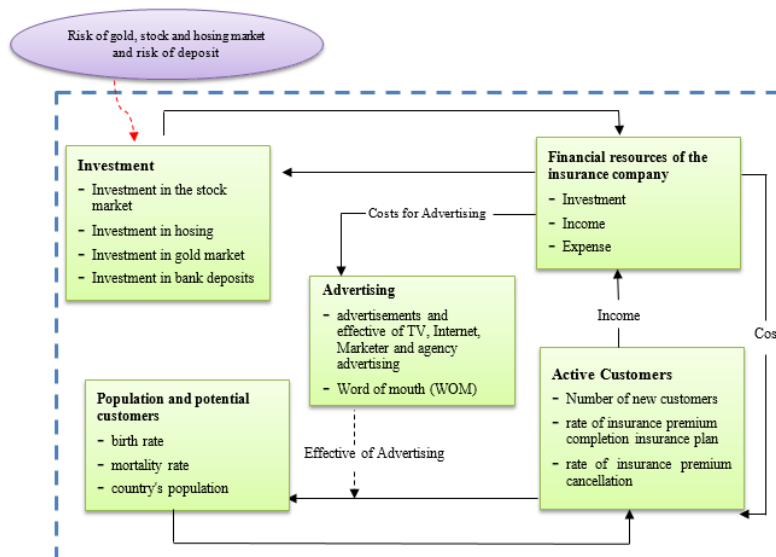 Risk of gold, stock and hosing market
and risk of deposit
Investment
- Investment in the stock
market
- Investment in hosing
- Investment in gold market
- Investment in bank deposits
Financial resources of the
insurance company
- Investment
- Income
- Expense
Costs for Advertising
Advertising
- advertisements and
effective of TV, Internet,
Marketer and agency
advertising
- Word of mouth (WOM)
Income
Cos
Active Customers
- Number of new customers
- rate of insurance premium
completion insurance plan
- rate of insurance premium
cancellation
Population and potential
customers
- birth rate
- mortality rate
- country's population
Effective of Advertising